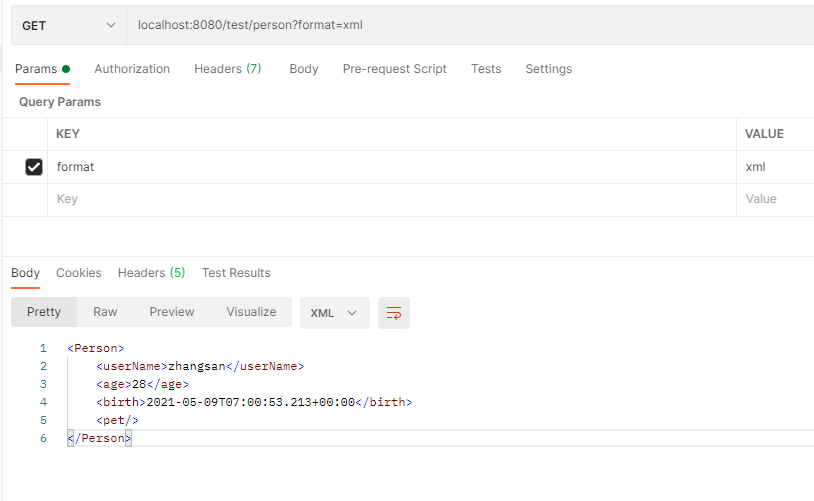 GET localhost:8080/test/person?format=xml
Params Authorization Headers (7) Body Pre-request Script Tests Settings
Query Params
KEY VALUE
format xml
Key Value
Body Cookies Headers (5) Test Results
Pretty Raw Preview Visualize XML
1 <Person>
2 <userName>zhangsan</userName>
3 <age>28</age>
4 <birth>2021-05-09T07:00:53.213+00:00</birth>
5 <pet/>
6 </Person>